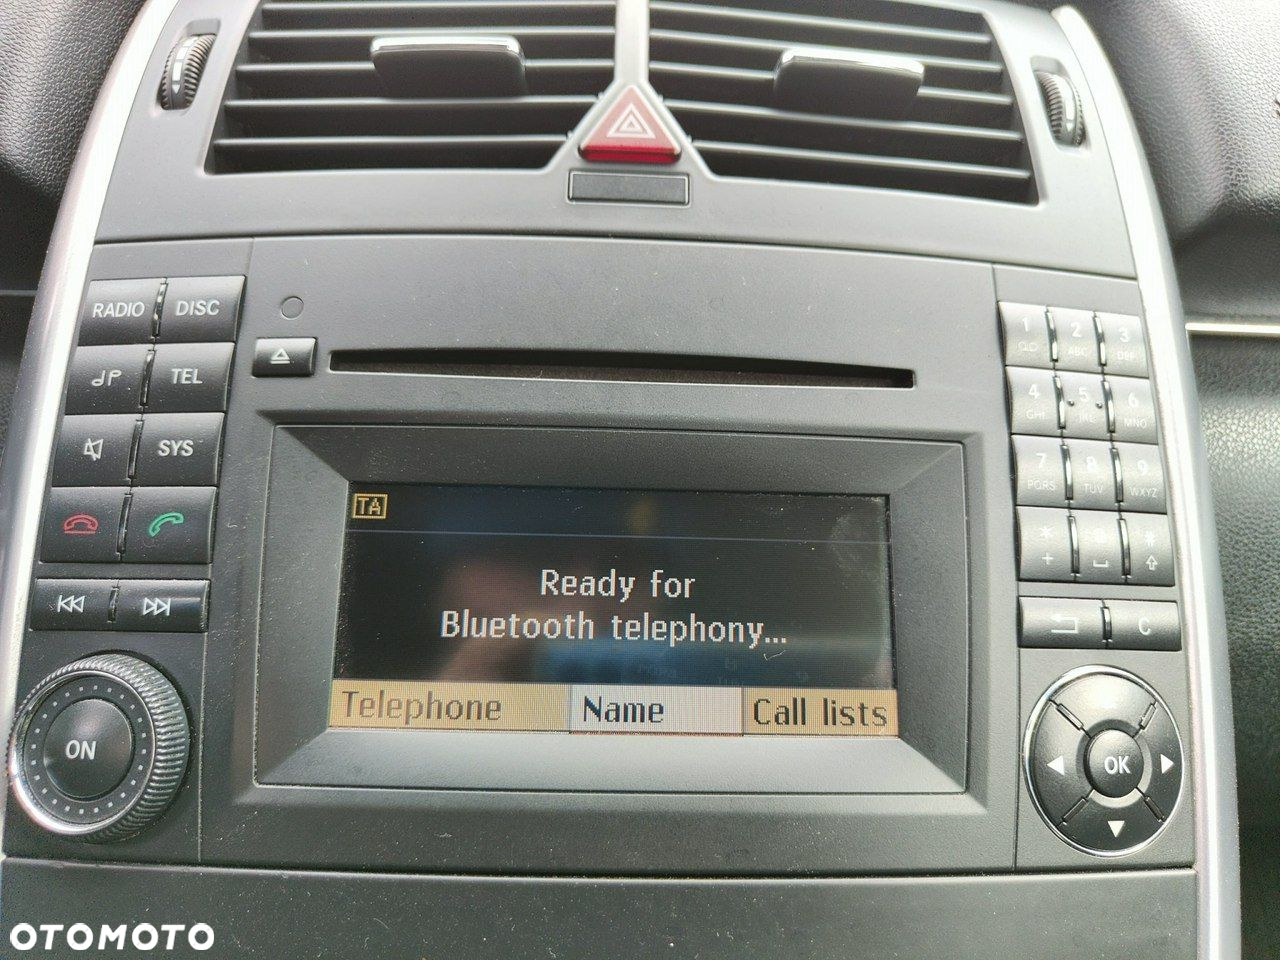 RADIO DISC
TEL
SYS
ON
TA
Ready for
Bluetooth telephony...
Telephone Name Call lists
1 2 ABC 3 DEF
4 GHI 5 JKL 6 MNO
7 PQRS 8 TUV 9 WXYZ
* + 0 #
C
OK
OTOMOTO